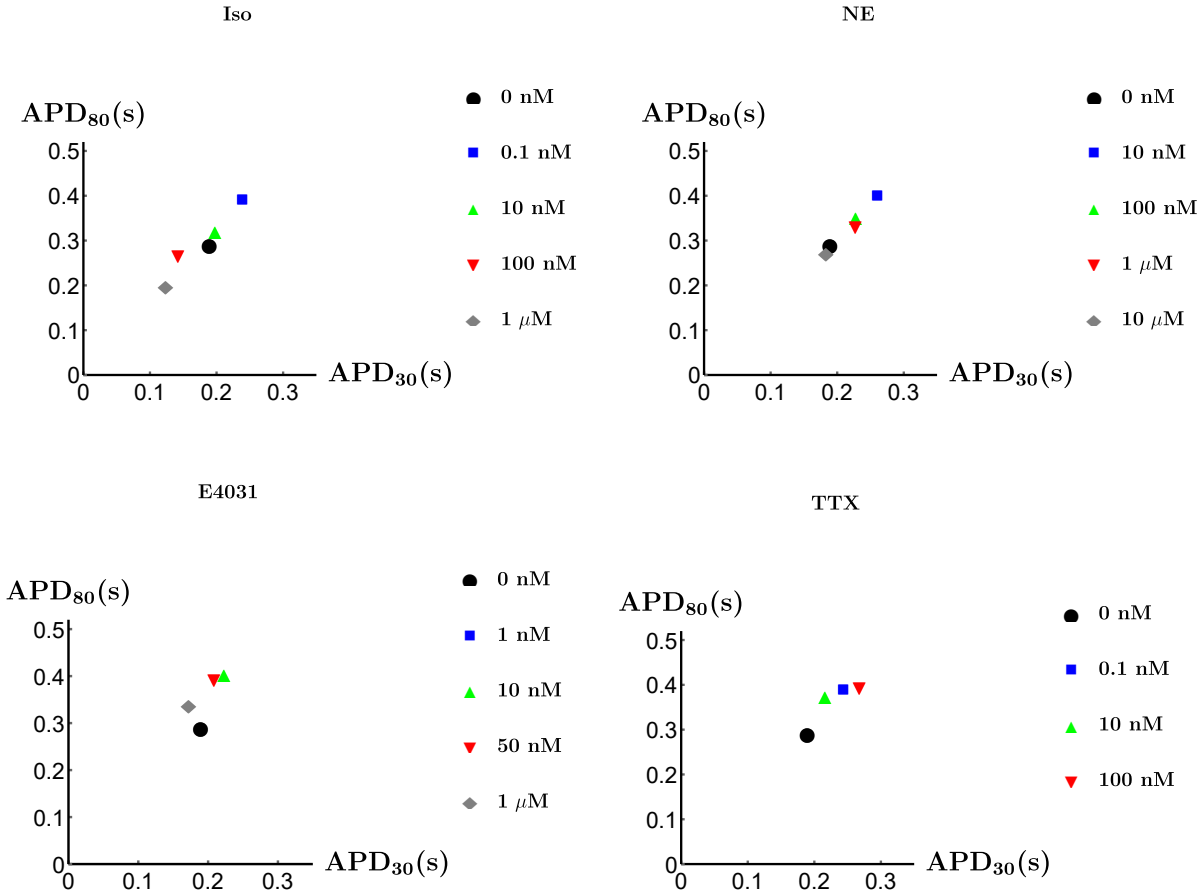 Iso
APD80(s)
0.5
0.4
0.3
0.2
0.1
0
0 0.1 0.2 0.3
APD30(s)
0 nM
0.1 nM
10 nM
100 nM
1 μM
NE
APD80(s)
0.5
0.4
0.3
0.2
0.1
0
0 0.1 0.2 0.3
APD30(s)
0 nM
10 nM
100 nM
1 μM
10 μM
E4031
APD80(s)
0.5
0.4
0.3
0.2
0.1
0
0 0.1 0.2 0.3
APD30(s)
0 nM
1 nM
10 nM
50 nM
1 μM
TTX
APD80(s)
0.5
0.4
0.3
0.2
0.1
0
0 0.1 0.2 0.3
APD30(s)
0 nM
0.1 nM
10 nM
100 nM